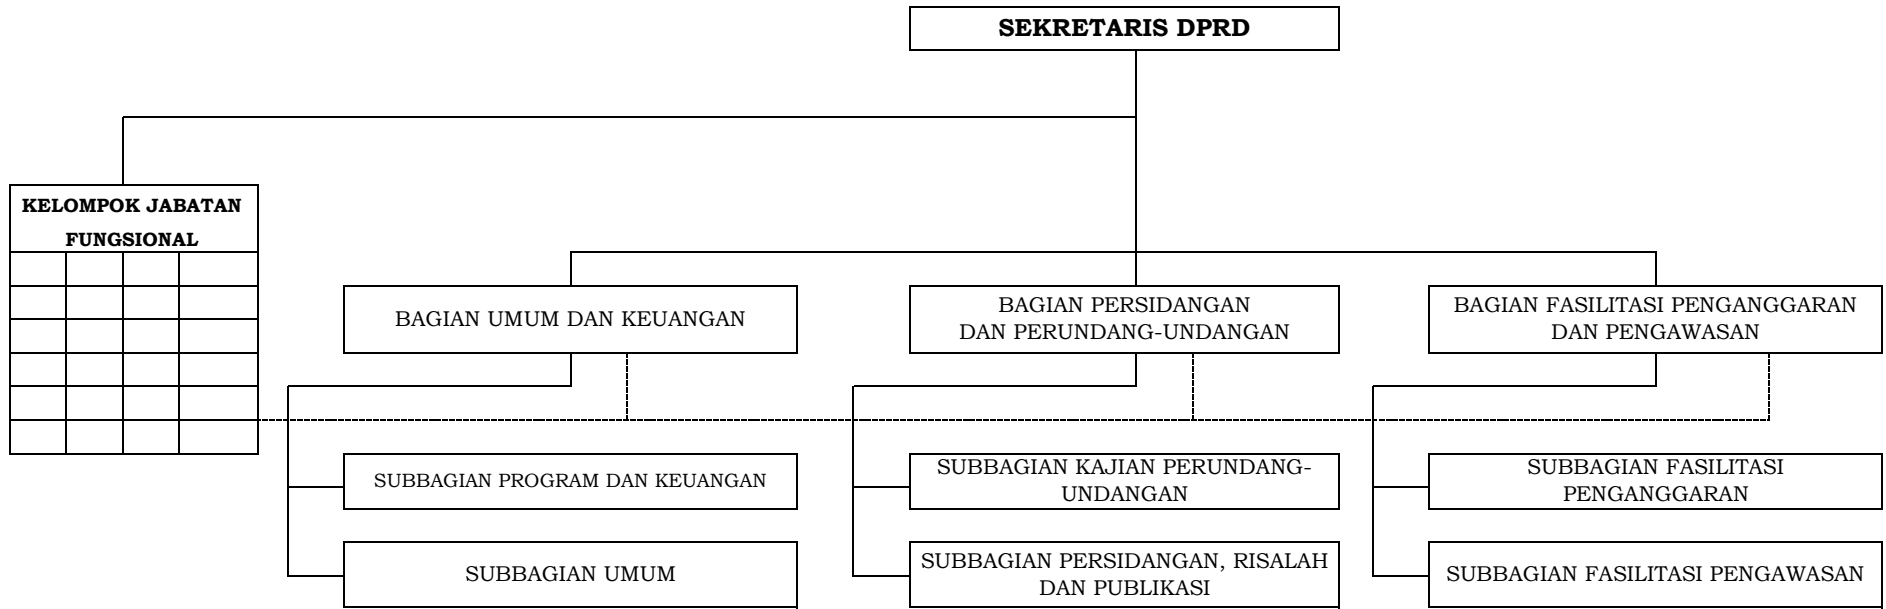 SEKRETARIS DPRD
KELOMPOK JABATAN
FUNGSIONAL
BAGIAN UMUM DAN KEUANGAN
BAGIAN PERSIDANGAN
DAN PERUNDANG-UNDANGAN
BAGIAN FASILITASI PENGANGGARAN
DAN PENGAWASAN
SUBBAGIAN PROGRAM DAN KEUANGAN
SUBBAGIAN KAJIAN PERUNDANG-
UNDANGAN
SUBBAGIAN FASILITASI
PENGANGGARAN
SUBBAGIAN UMUM
SUBBAGIAN PERSIDANGAN, RISALAH
DAN PUBLIKASI
SUBBAGIAN FASILITASI PENGAWASAN